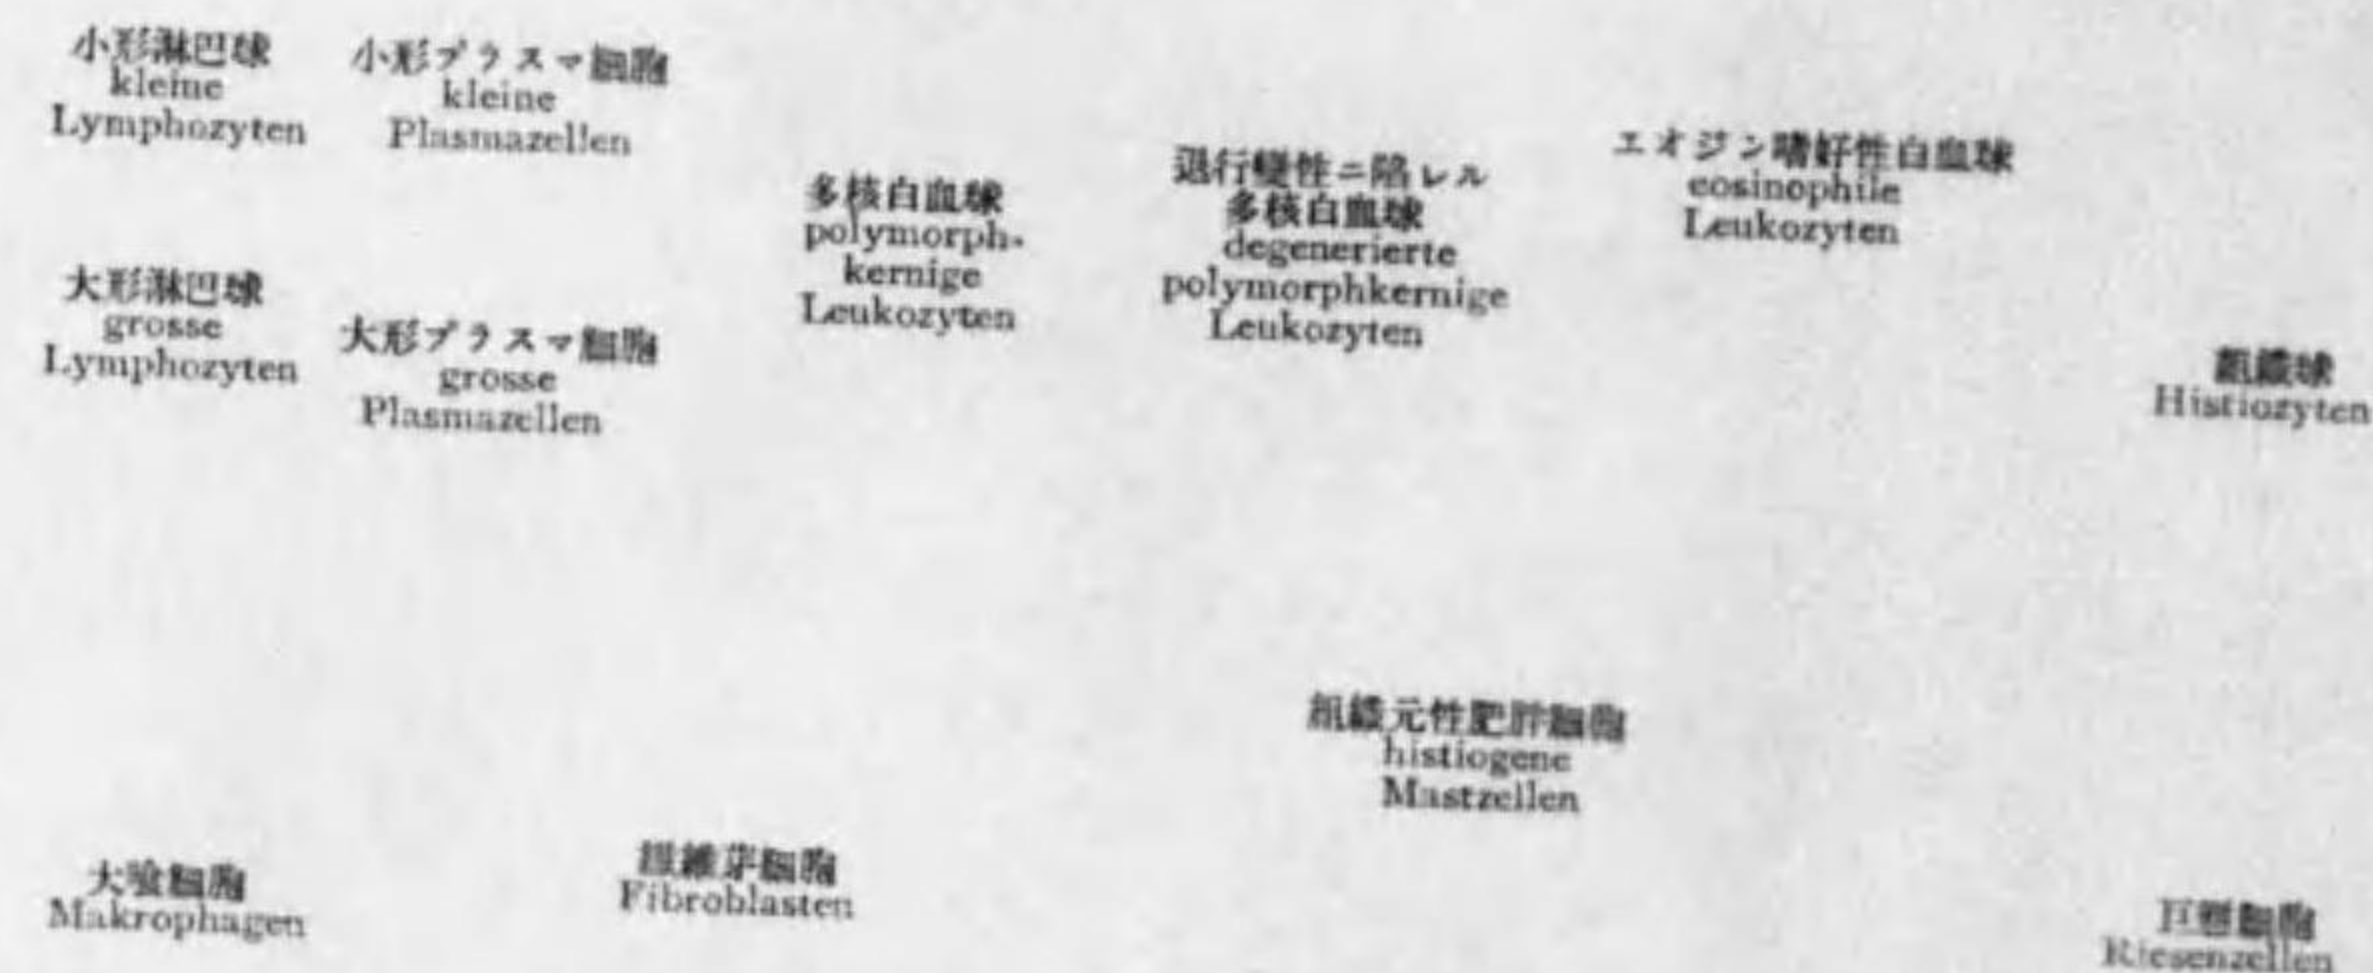 小形淋巴球
kleine
Lymphozyten
小形プラスマ細胞
kleine
Plasmazellen
多核白血球
polymorph-
kernige
Leukozyten
退行變性ニ陥レル
多核白血球
degenerierte
polymorphkernige
Leukozyten
エオジン嗜好性白血球
eosinophile
Leukozyten
大形淋巴球
grosse
Lymphozyten
大形プラスマ細胞
grosse
Plasmazellen
組織球
Histiozyten
組織元性肥胖細胞
histiogene
Mastzellen
大喰細胞
Makrophagen
纖維芽細胞
Fibroblasten
巨態細胞
Riesenzellen